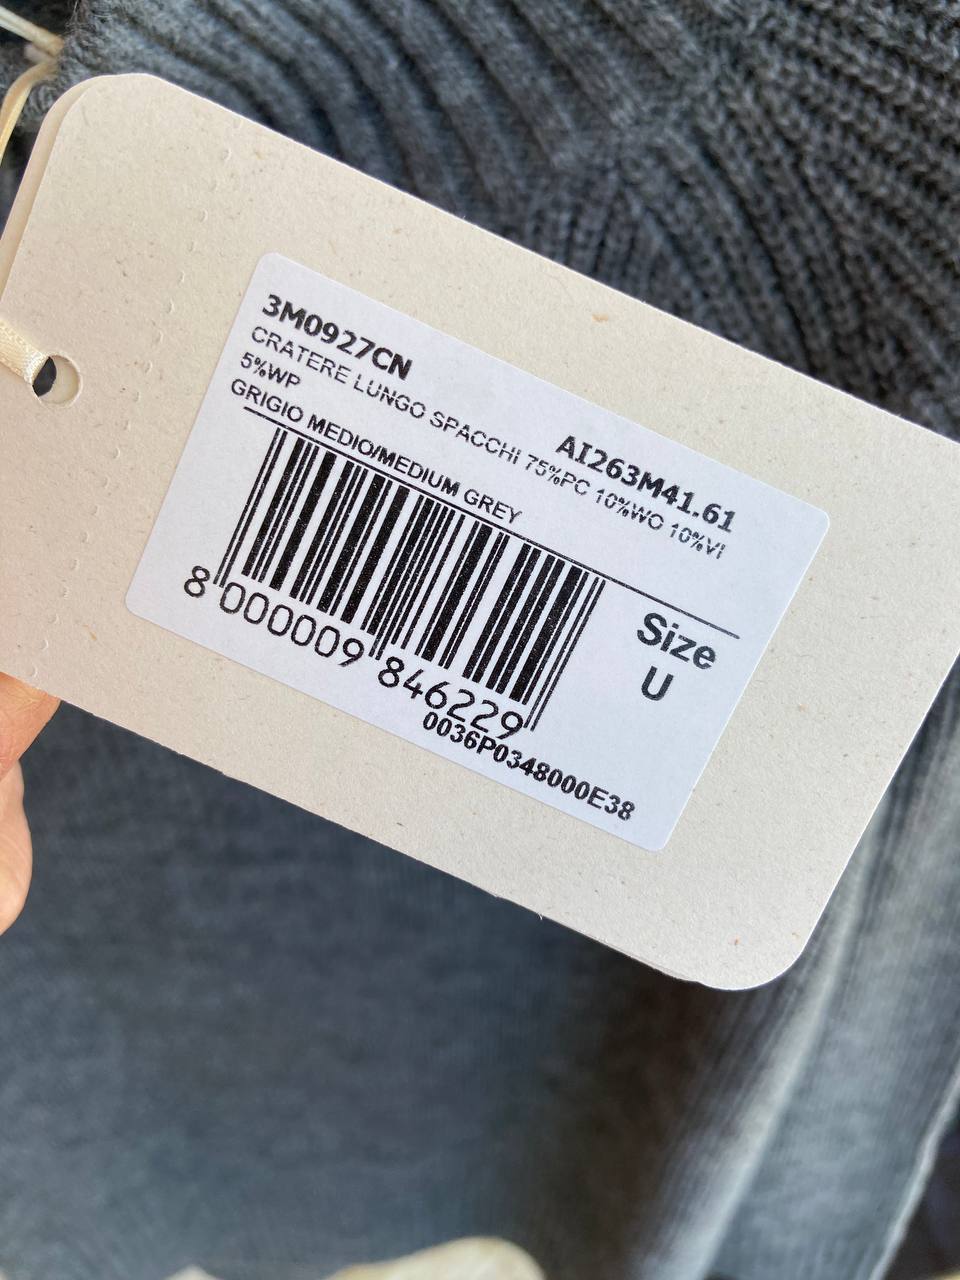 3M0927CN
AI263M41.61
CRATERE LUNGO SPACCHI 75%PC 10%WO 10%VI
5%WP
GRIGIO MEDIO/MEDIUM GREY
8 000009 846229
0036P0348000E38
Size
U